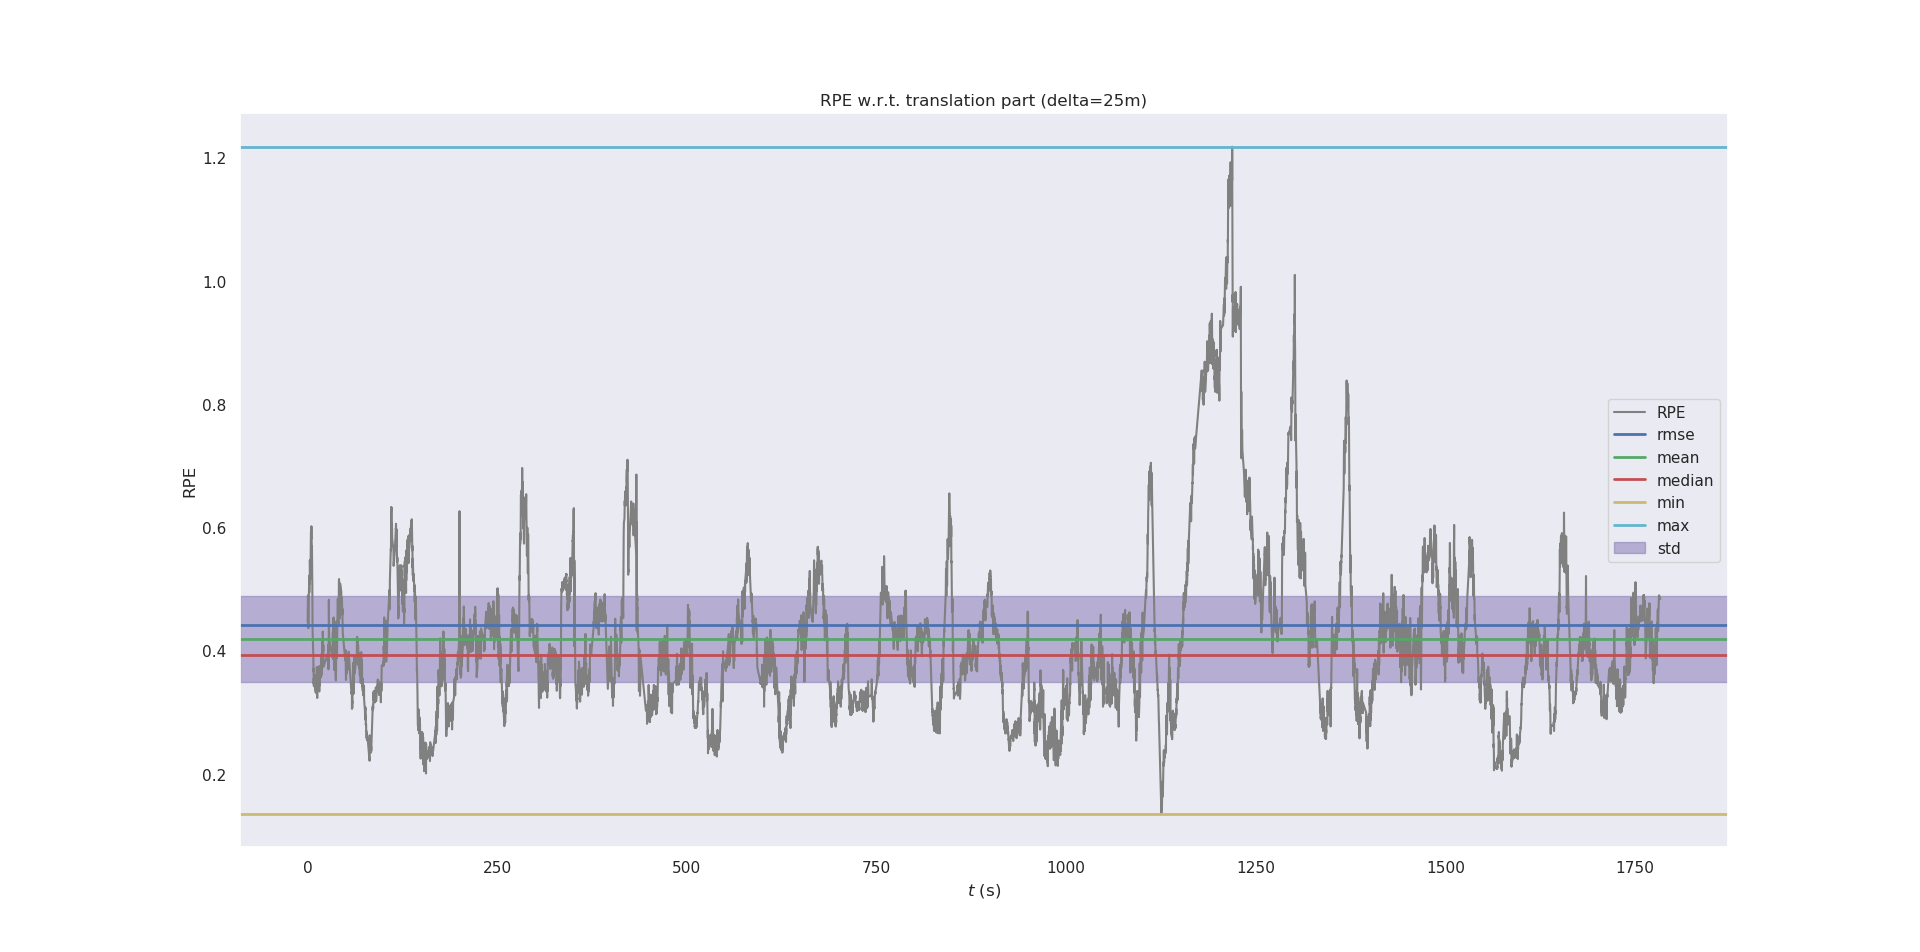 RPE w.r.t. translation part (delta=25m)
1.2
1.0
0.8
0.6
0.4
0.2
RPE
RPE
rmse
mean
median
min
max
std
0 250 500 750 1000 1250 1500 1750
t (s)